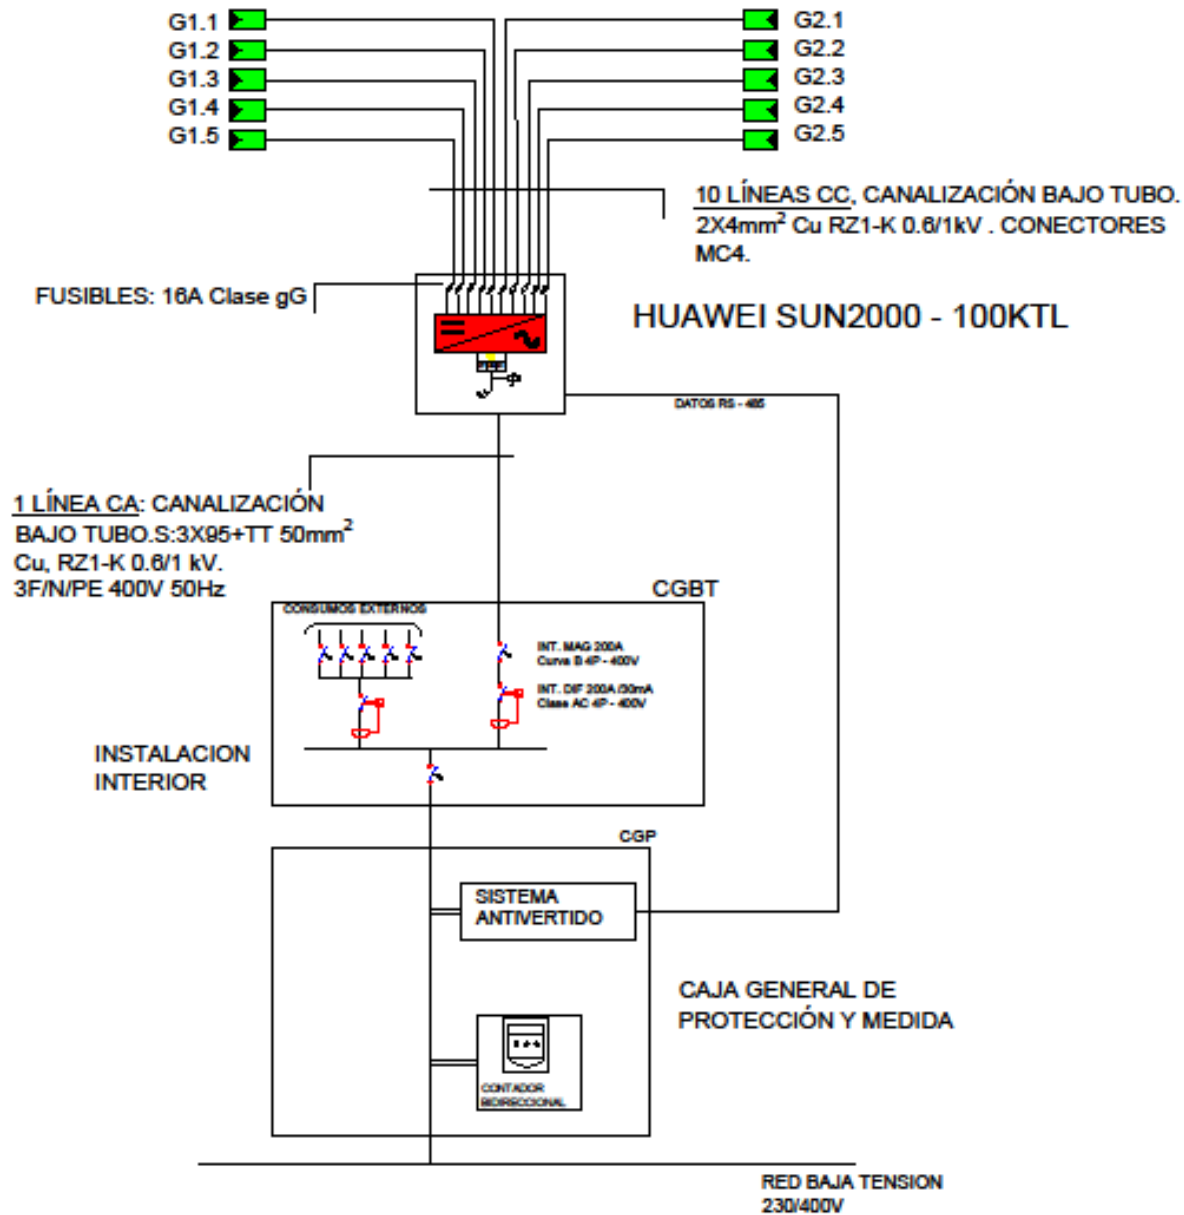 G1.1
G1.2
G1.3
G1.4
G1.5
G2.1
G2.2
G2.3
G2.4
G2.5
10 LÍNEAS CC, CANALIZACIÓN BAJO TUBO.
2X4mm² Cu RZ1-K 0.6/1kV . CONECTORES
MC4.
FUSIBLES: 16A Clase gG
HUAWEI SUN2000 - 100KTL
DATOS RS - 485
1 LÍNEA CA: CANALIZACIÓN
BAJO TUBO.S:3X95+TT 50mm²
Cu, RZ1-K 0.6/1 kV.
3F/N/PE 400V 50Hz
CGBT
CONSUMOS EXTERNOS
INT. MAG 200A
Curva B 4P - 400V
INT. DIF 200A /30mA
Clase AC 4P - 400V
INSTALACION
INTERIOR
CGP
SISTEMA
ANTIVERTIDO
CAJA GENERAL DE
PROTECCIÓN Y MEDIDA
CONTADOR
BIDIRECCIONAL
RED BAJA TENSION
230/400V